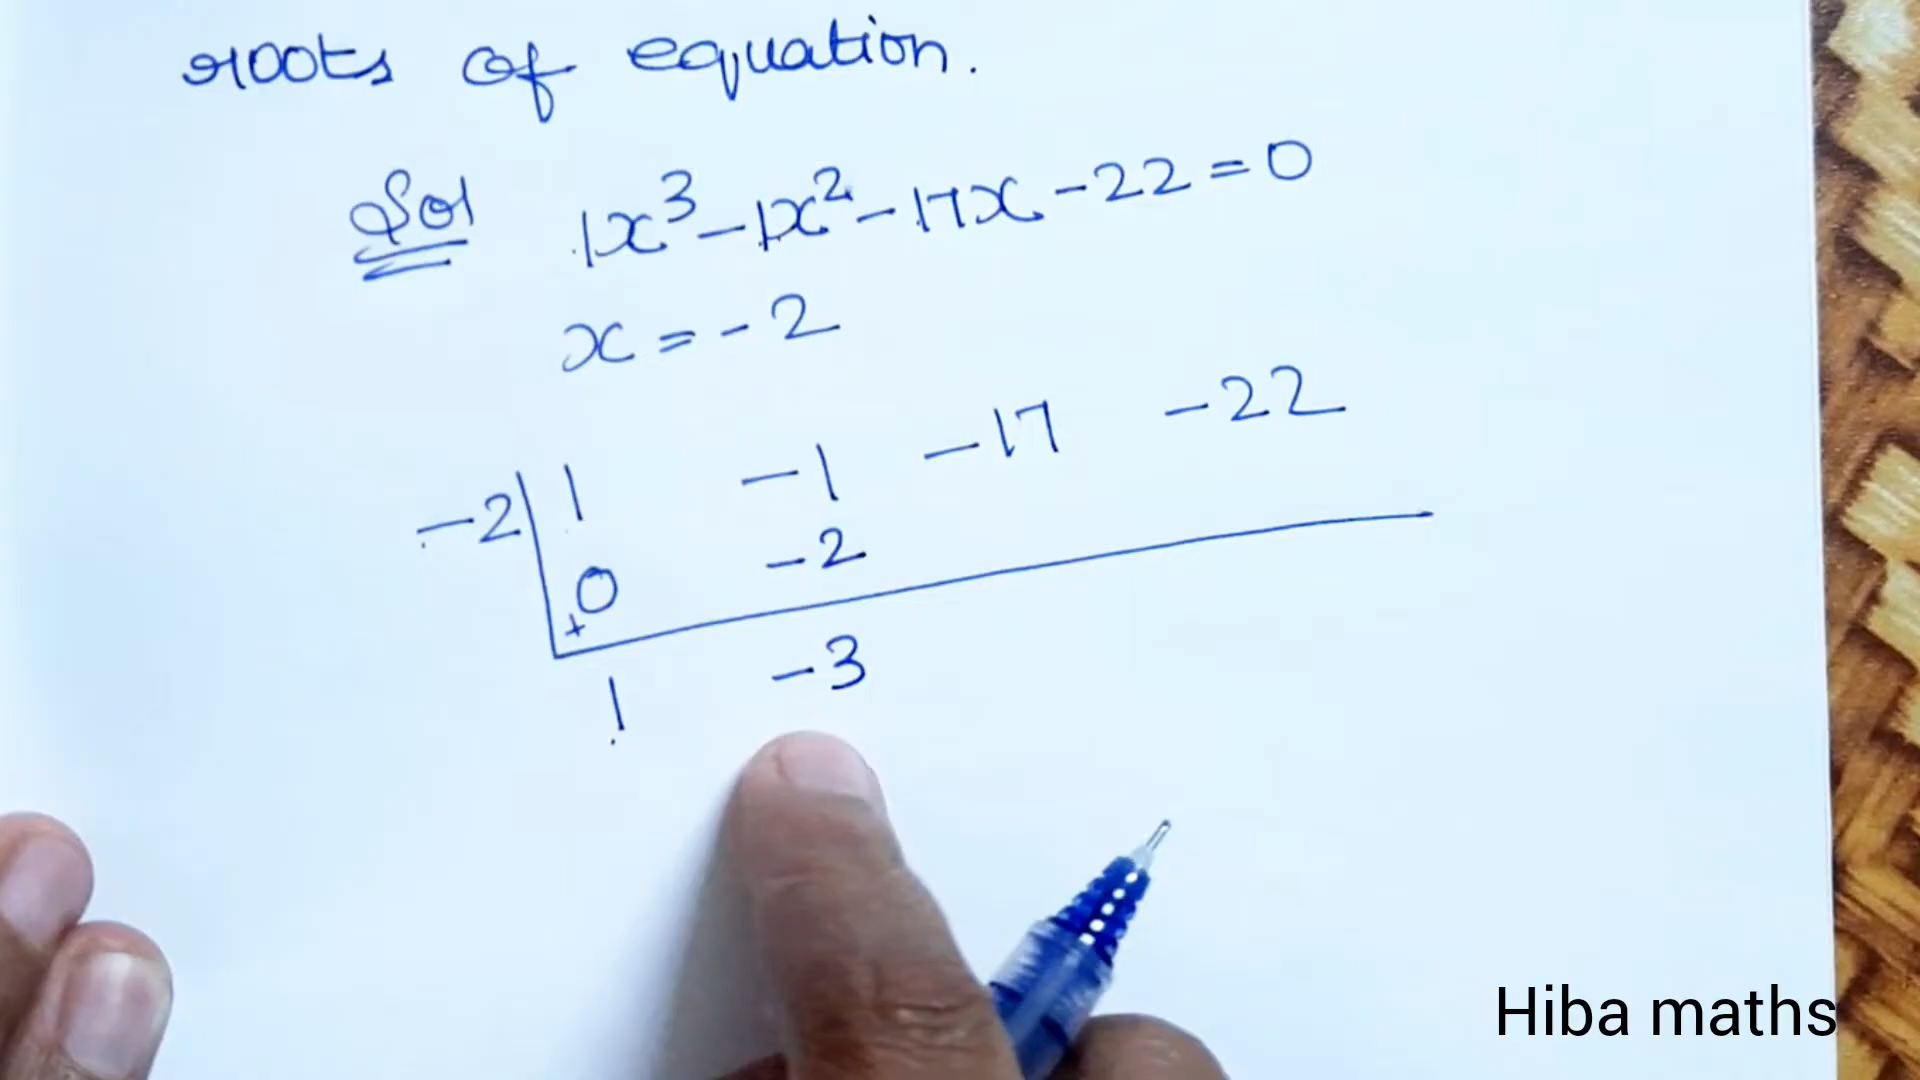 roots of equation.
Sol 1x³ - 1x² - 17x - 22 = 0
x = -2
-2 | 1 -1 -17 -22
+ 0 -2
1 -3
Hiba maths